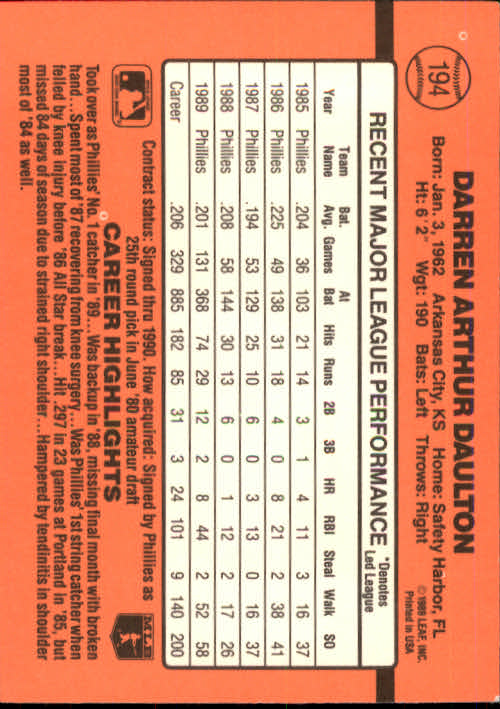 194
DARREN ARTHUR DAULTON
Born: Jan. 3, 1962 Arkansas City, KS Home: Safety Harbor, FL
Ht: 6'2" Wgt: 190 Bats: Left Throws: Right
© 1989 LEAF, INC.
Printed in USA
RECENT MAJOR LEAGUE PERFORMANCE *Denotes Led League
Year Team Name Bat. Avg. Games At Bat Hits Runs 2B 3B HR RBI Steal Walk SO
1985 Phillies .204 36 103 21 14 3 1 4 11 3 16 37
1986 Phillies .225 49 138 31 18 4 0 8 21 2 38 41
1987 Phillies .194 53 129 25 10 6 0 3 13 0 16 37
1988 Phillies .208 58 144 30 13 6 0 1 12 2 17 26
1989 Phillies .201 131 368 74 29 12 2 8 44 2 52 58
Career .206 329 885 182 85 31 3 24 101 9 140 200
Contract status: Signed thru 1990. How acquired: Signed by Phillies as
25th round pick in June '80 amateur draft
MLB
CAREER HIGHLIGHTS
Took over as Phillies' No. 1 catcher in '89...Was backup in '88, missing final month with broken
hand...Spent most of '87 recovering from knee surgery...Was Phillies' 1st string catcher when
felled by knee injury before '86 All Star break...Hit .297 in 23 games at Portland in '85, but
missed 84 days of season due to strained right shoulder...Hampered by tendinitis in shoulder
most of '84 as well.